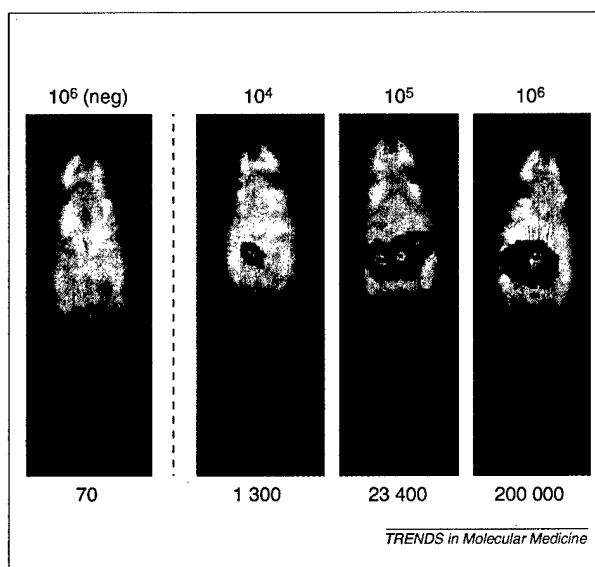 10⁶ (neg) 10⁴ 10⁵ 10⁶
70 1 300 23 400 200 000
TRENDS in Molecular Medicine